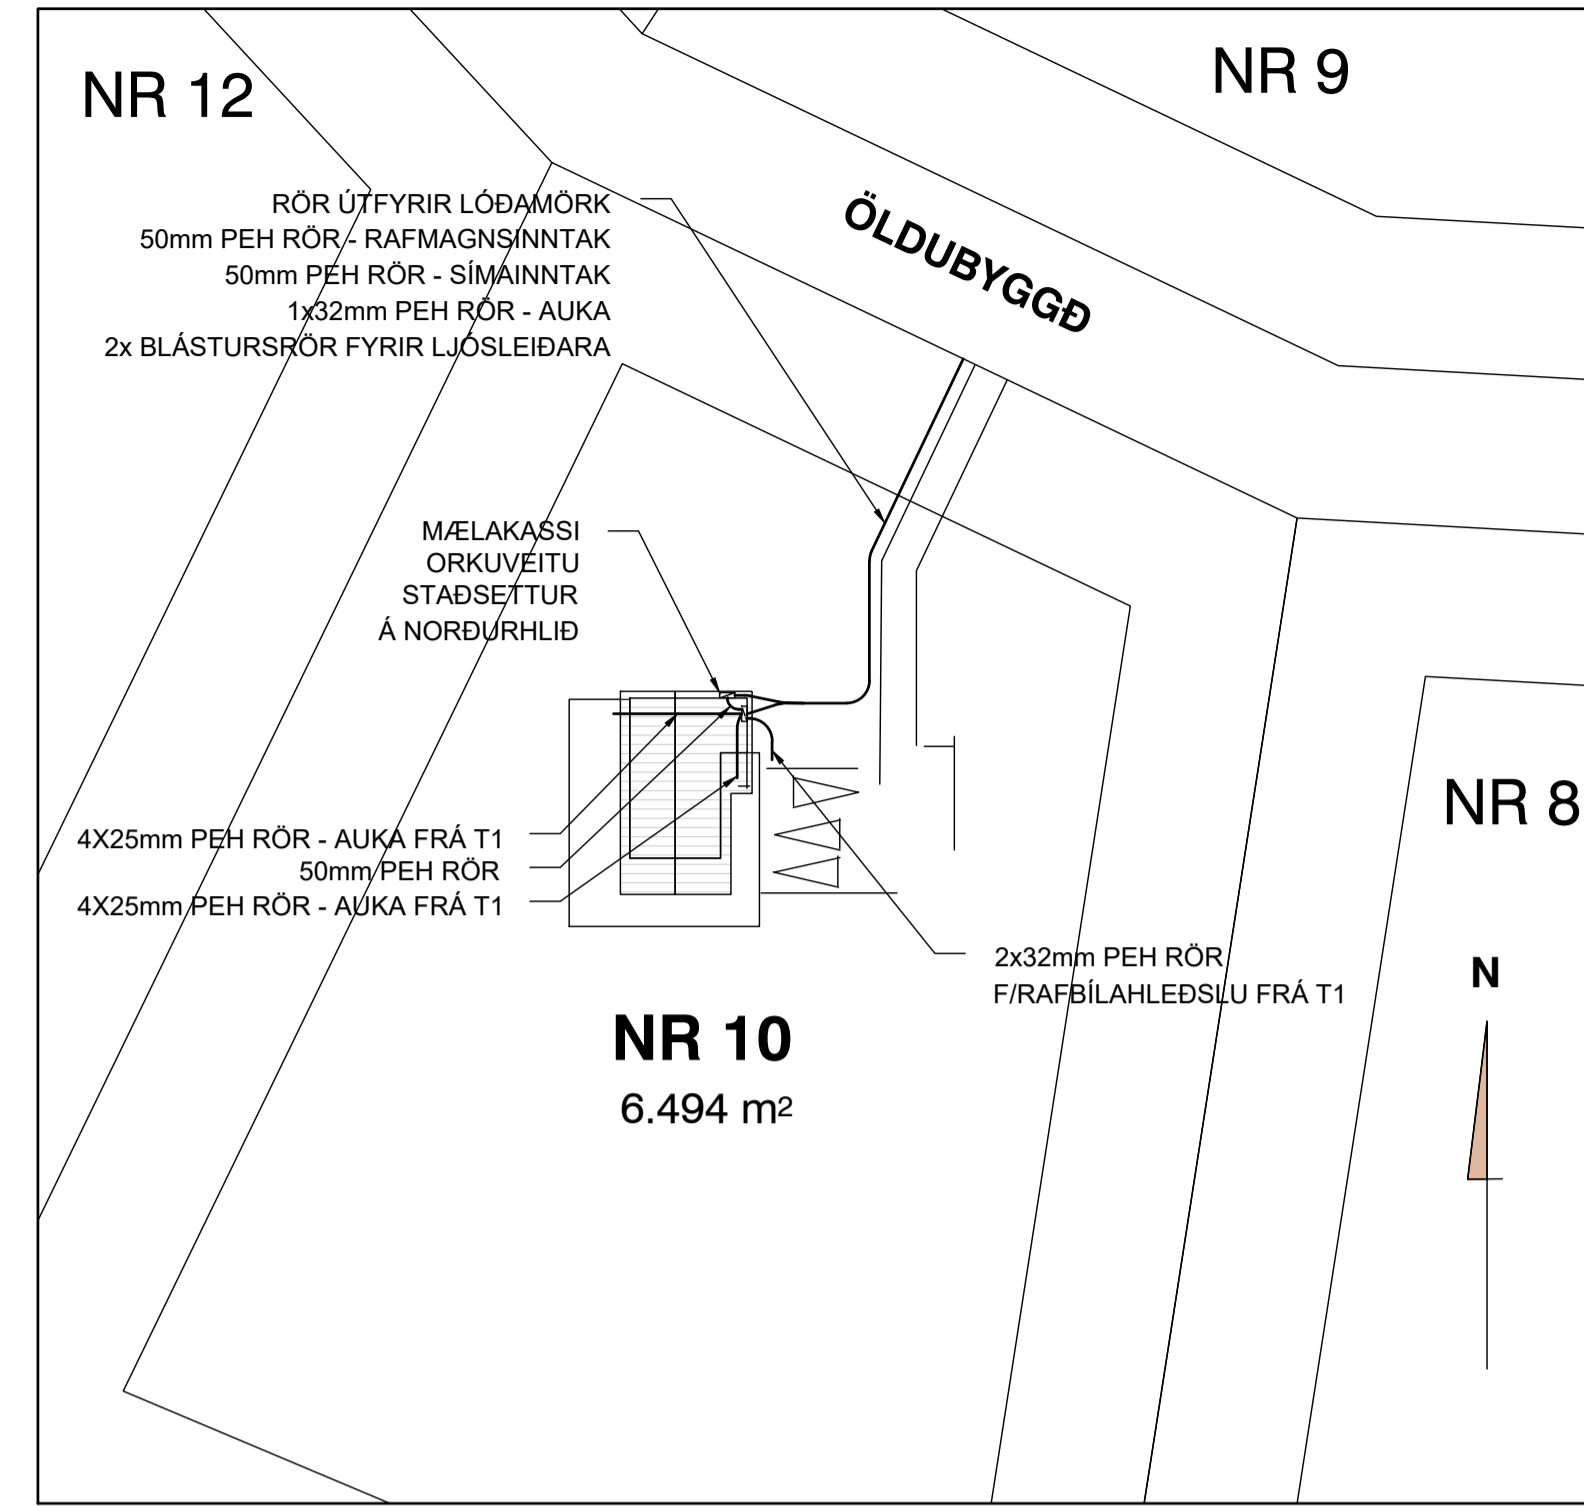 NR 12
NR 9
RÖR ÚTFYRIR LÓÐAMÖRK
50mm PEH RÖR - RAFMAGNSINNTAK
50mm PEH RÖR - SÍMAINNTAK
1x32mm PEH RÖR - AUKA
2x BLÁSTURSRÖR FYRIR LJÓSLEIÐARA
ÖLDUBYGGÐ
MÆLAKASSI
ORKUVEITU
STAÐSETTUR
Á NORÐURHLIÐ
NR 8
4X25mm PEH RÖR - AUKA FRÁ T1
50mm PEH RÖR
4X25mm PEH RÖR - AUKA FRÁ T1
2x32mm PEH RÖR
F/RAFBÍLAHLEÐSLU FRÁ T1
N
NR 10
6.494 m²